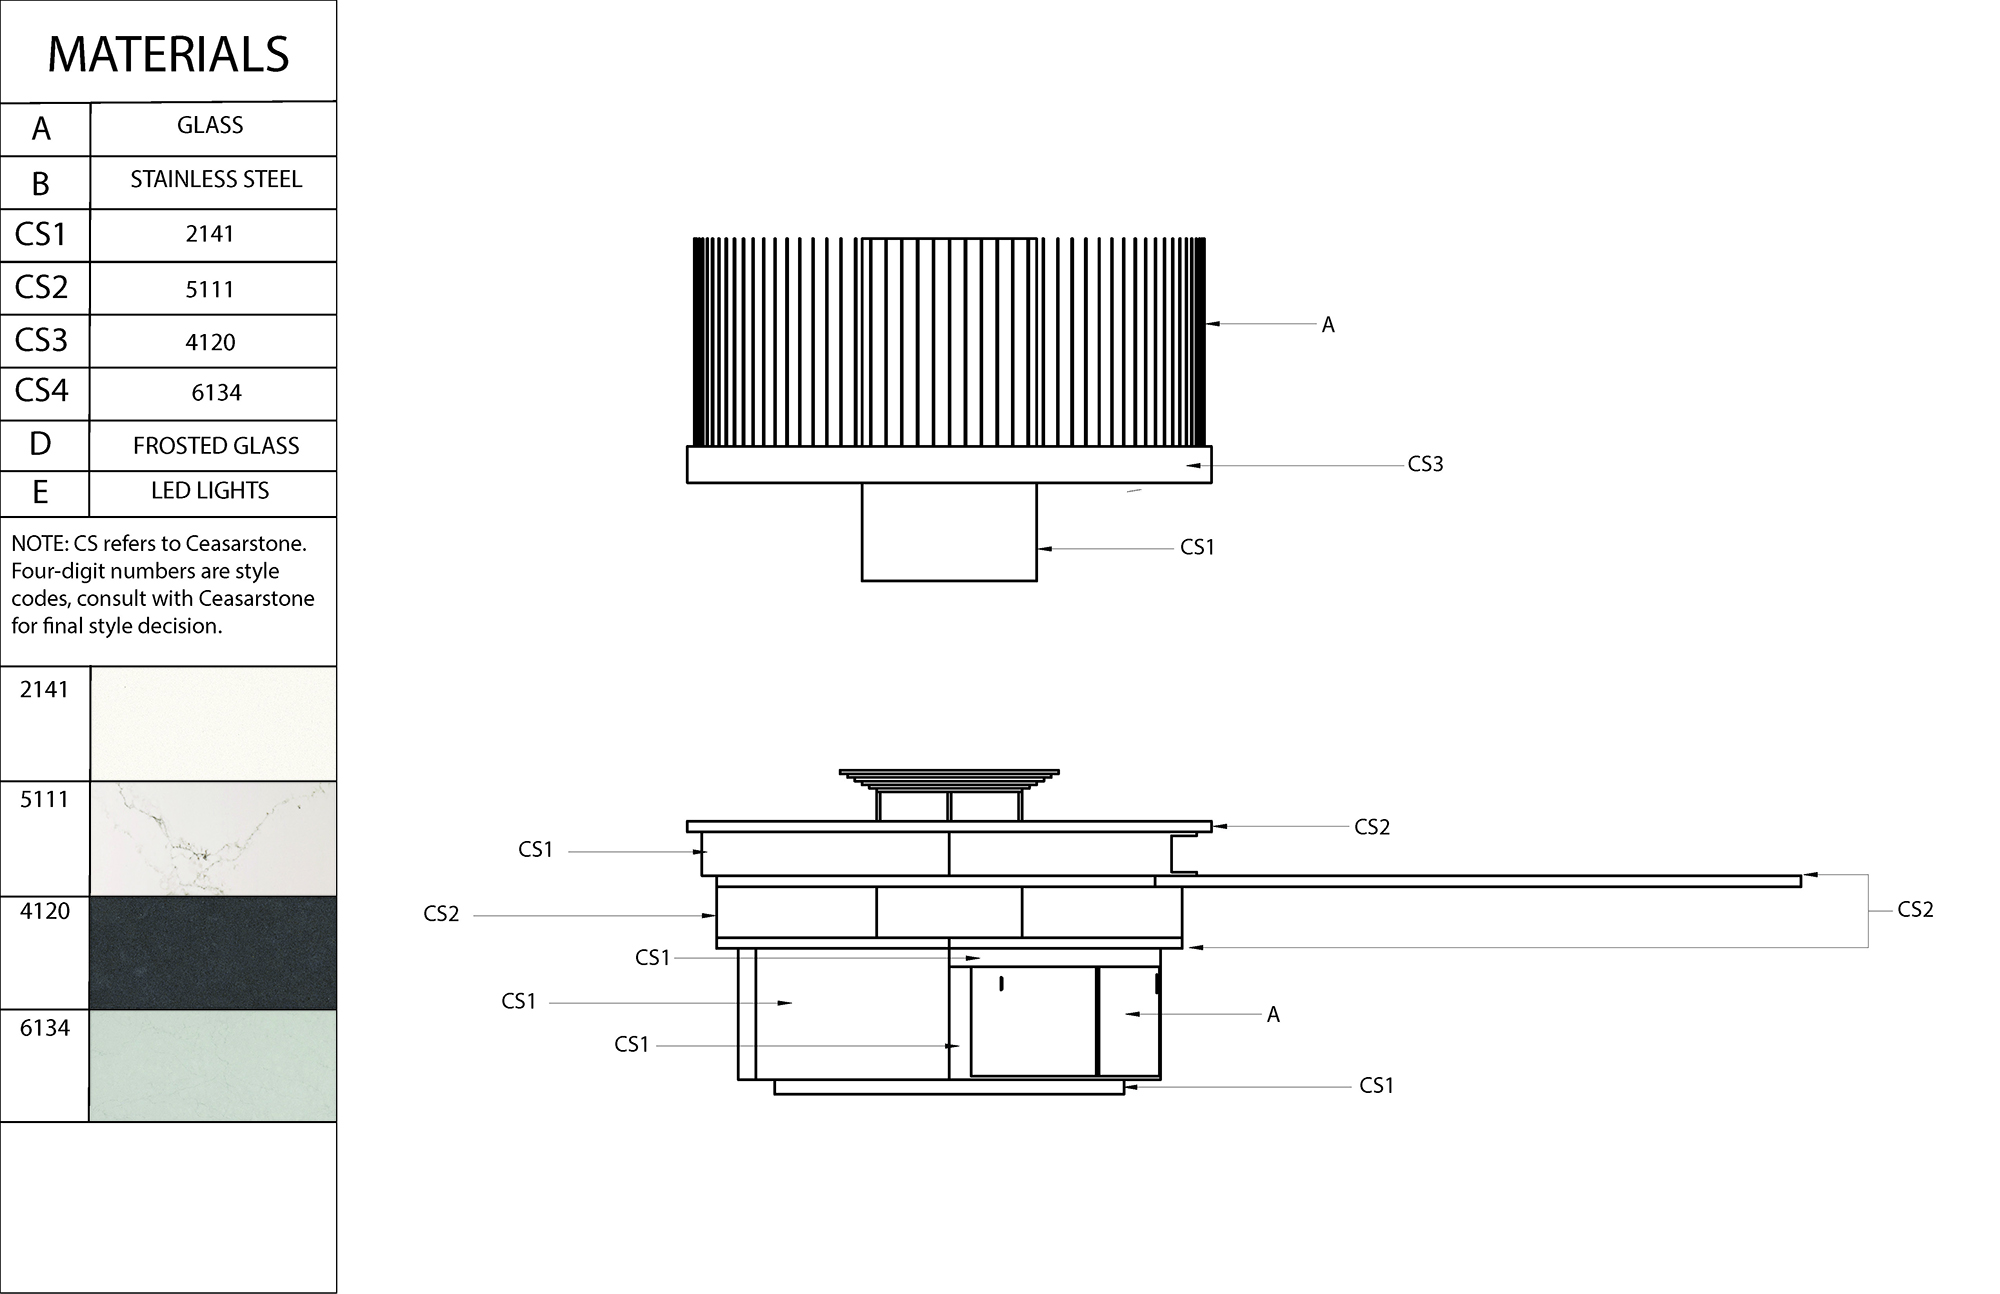 MATERIALS
A GLASS
B STAINLESS STEEL
CS1 2141
CS2 5111
CS3 4120
CS4 6134
D FROSTED GLASS
E LED LIGHTS
NOTE: CS refers to Ceasarstone.
Four-digit numbers are style
codes, consult with Ceasarstone
for final style decision.
2141
5111
4120
6134
A
CS3
CS1
CS2
CS1
CS2
CS2
CS1
CS1
A
CS1
CS1